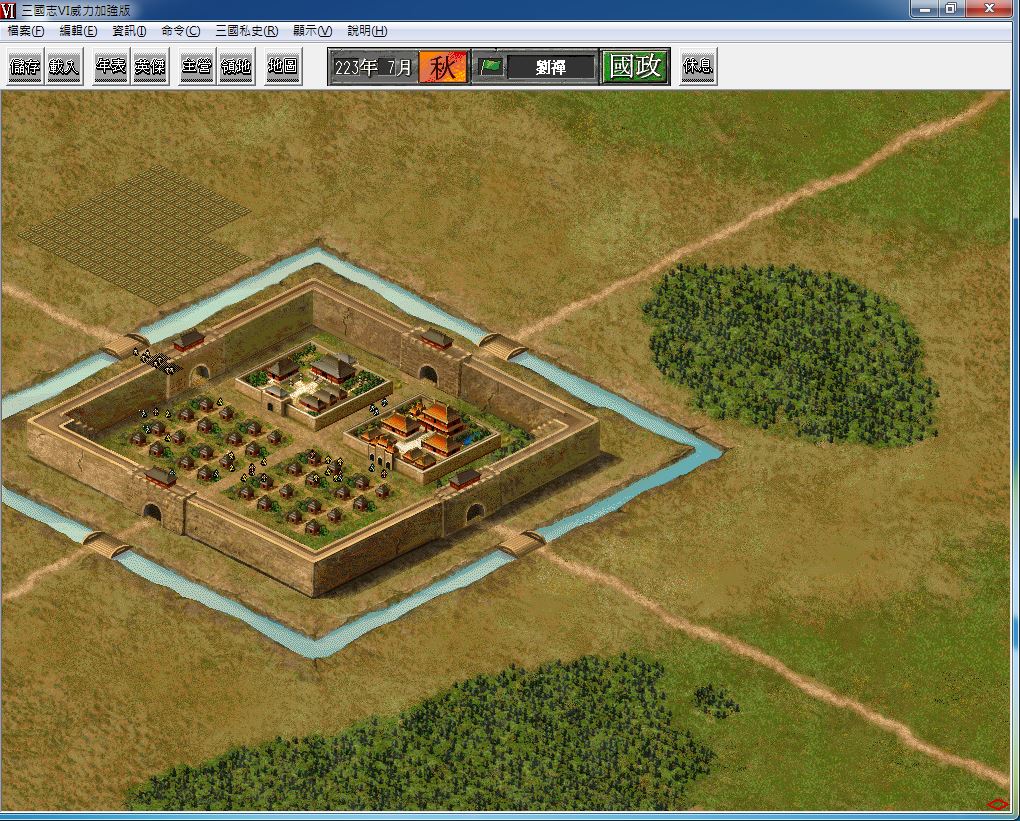 VI 三國志VI威力加強版
檔案(F) 編輯(E) 資訊(I) 命令(C) 三國私史(R) 顯示(V) 說明(H)
儲存 載入 年表 英傑 主營 領地 地圖 223年 7月 秋 劉禪 國政 休息